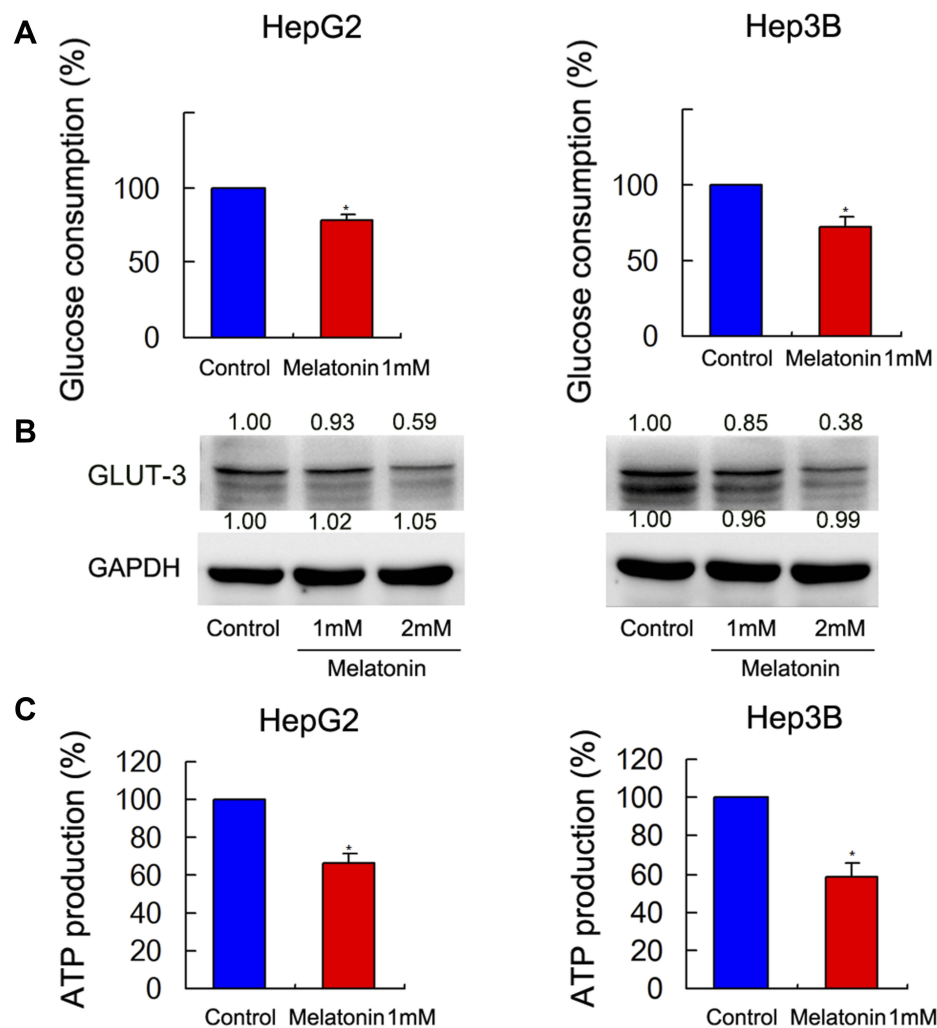 A
HepG2
Hep3B
Glucose consumption (%)
100
50
0
Control Melatonin 1mM
Glucose consumption (%)
100
50
0
Control Melatonin 1mM
B
1.00 0.93 0.59
1.00 0.85 0.38
GLUT-3
1.00 1.02 1.05
1.00 0.96 0.99
GAPDH
Control 1mM 2mM
Control 1mM 2mM
Melatonin
Melatonin
C
HepG2
Hep3B
ATP production (%)
120
100
80
60
40
20
0
*
Control Melatonin 1mM
ATP production (%)
120
100
80
60
40
20
0
*
Control Melatonin 1mM